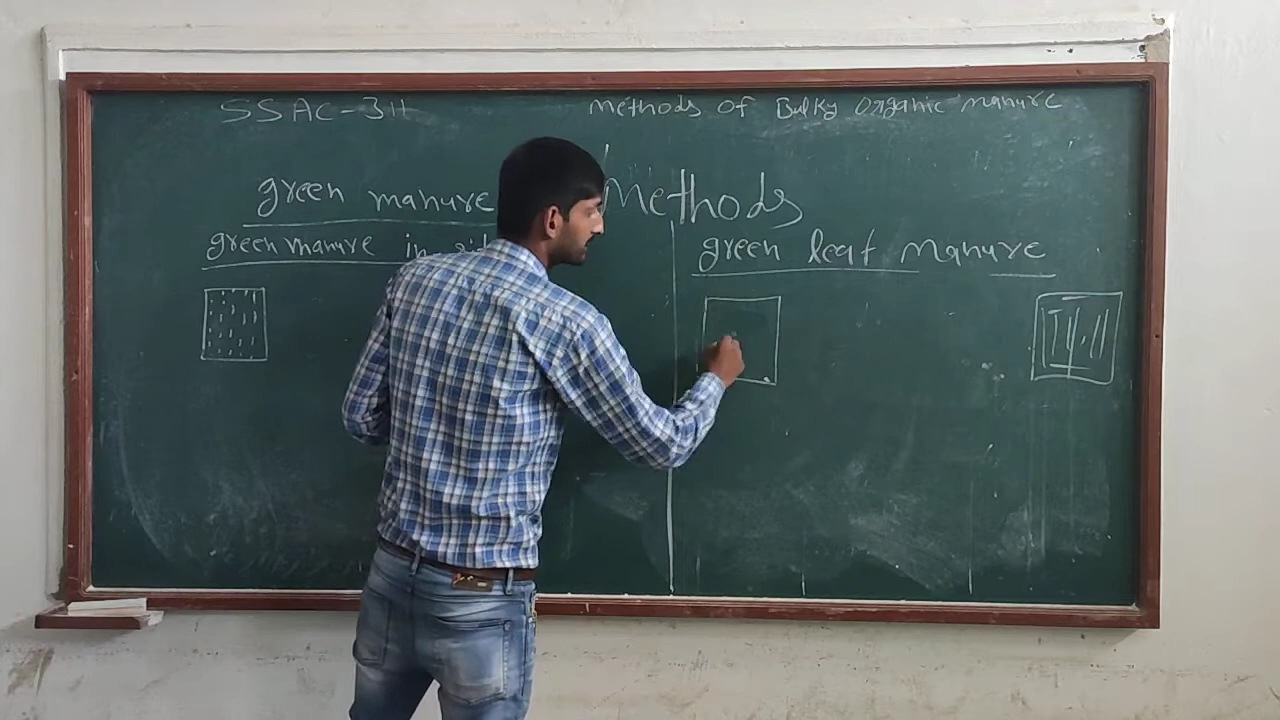 SSAC-311
methods of Bulky Organic manure
Methods
green manure
green manure in
green leaf Manure